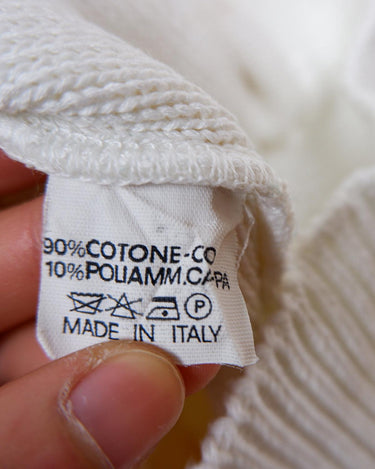 90%COTONE-CO
10%POLIAMM.CA-PA
P
MADE IN ITALY